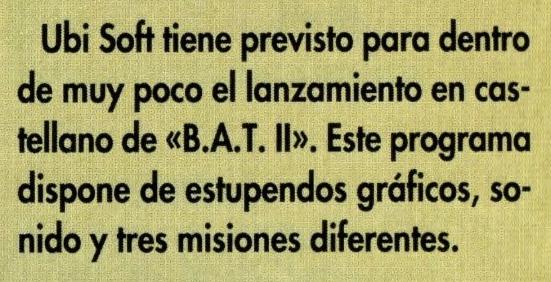 Ubi Soft tiene previsto para dentro
de muy poco el lanzamiento en cas-
tellano de «B.A.T. II». Este programa
dispone de estupendos gráficos, so-
nido y tres misiones diferentes.